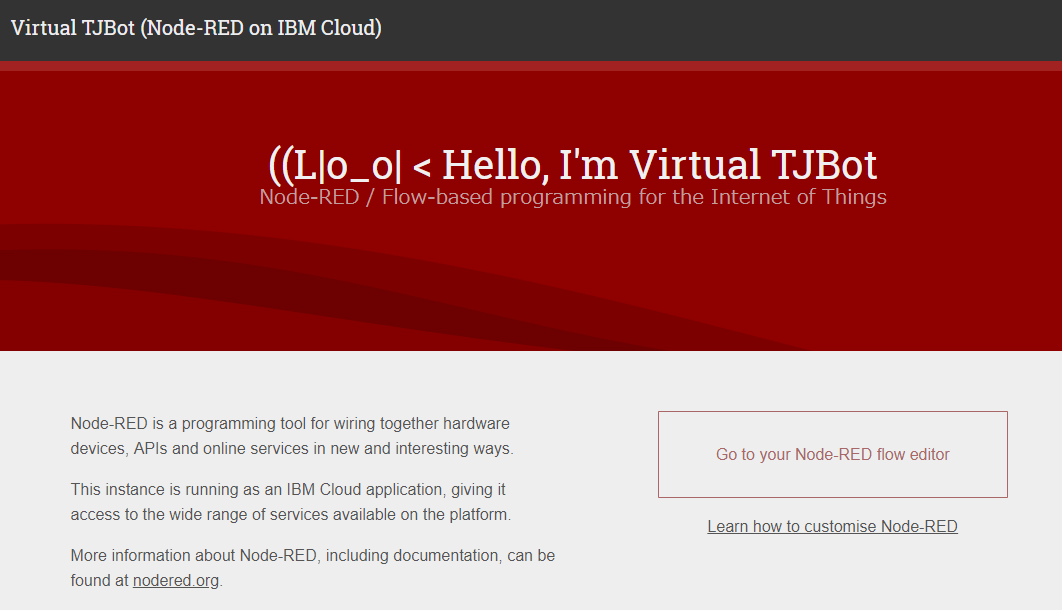 Virtual TJBot (Node-RED on IBM Cloud)
((L|o_o| < Hello, I'm Virtual TJBot
Node-RED / Flow-based programming for the Internet of Things
Node-RED is a programming tool for wiring together hardware
devices, APIs and online services in new and interesting ways.
This instance is running as an IBM Cloud application, giving it
access to the wide range of services available on the platform.
More information about Node-RED, including documentation, can be
found at nodered.org.
Go to your Node-RED flow editor
Learn how to customise Node-RED